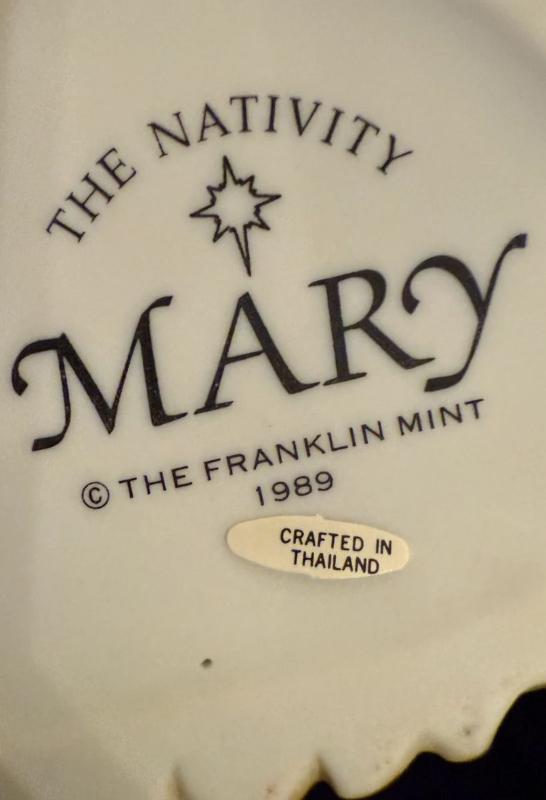 THE NATIVITY
MARY
© THE FRANKLIN MINT
1989
CRAFTED IN
THAILAND